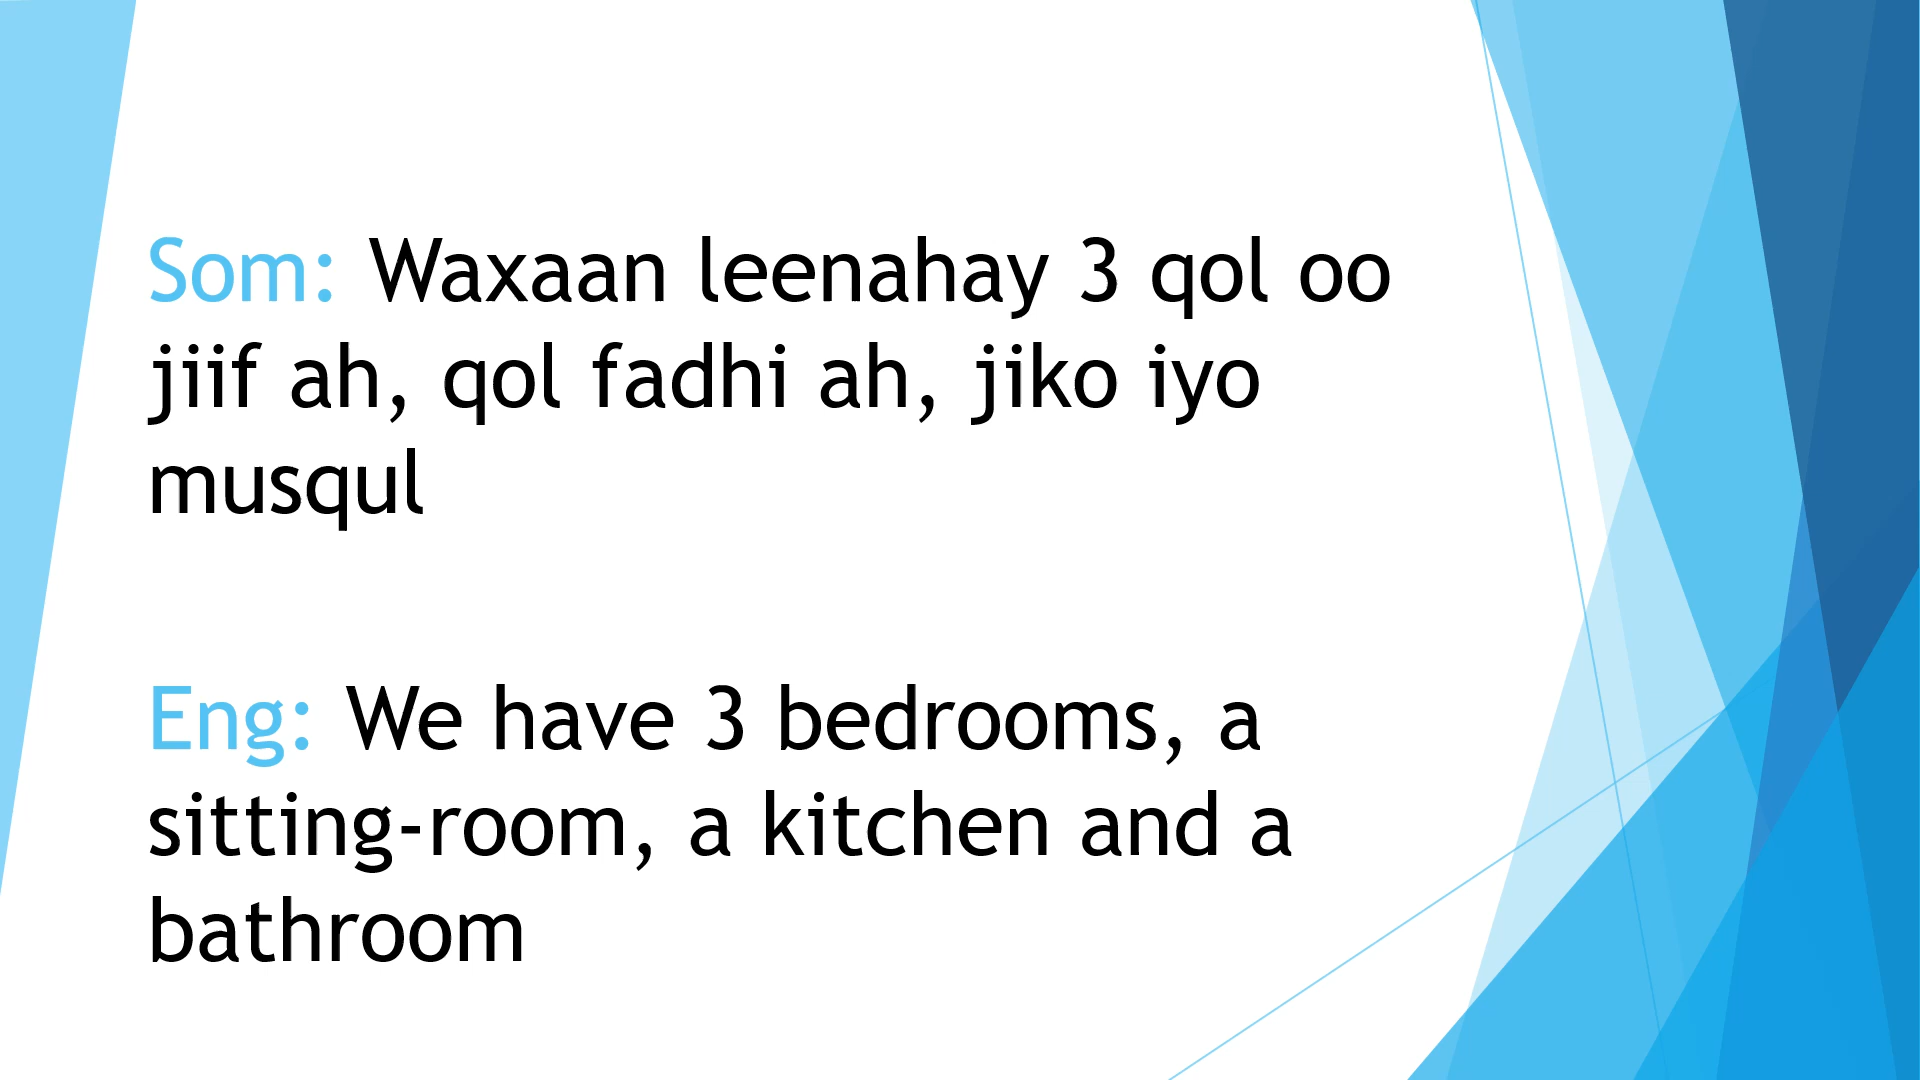 Som: Waxaan leenahay 3 qol oo
jiif ah, qol fadhi ah, jiko iyo
musqul
Eng: We have 3 bedrooms, a
sitting-room, a kitchen and a
bathroom